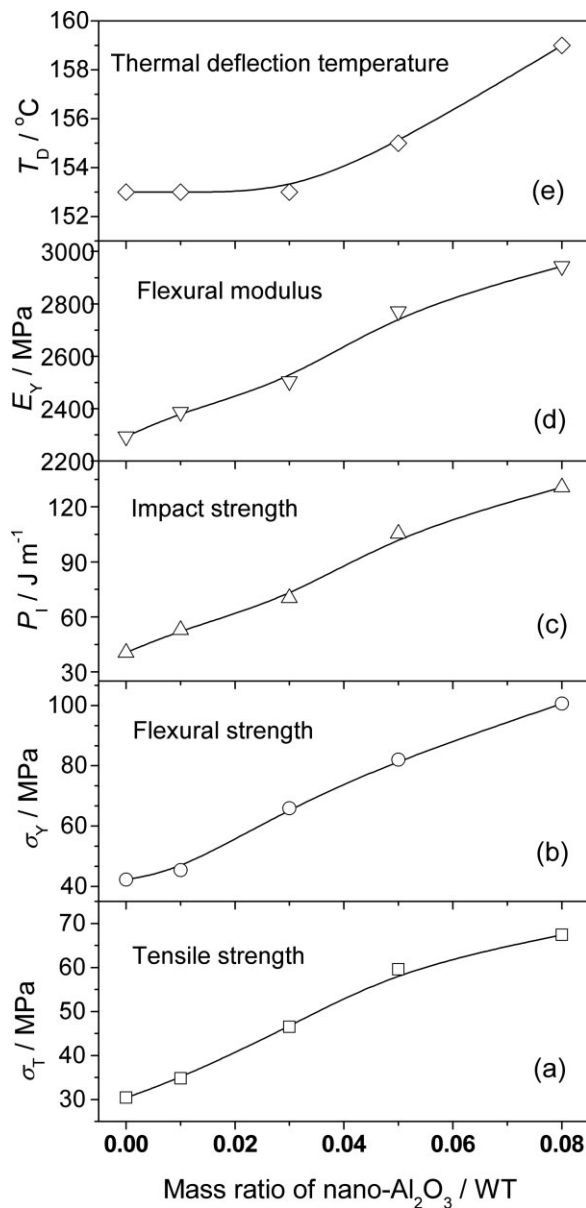 160
158
156
154
152
T_D / °C
Thermal deflection temperature
(e)
3000
2800
2600
2400
2200
E_Y / MPa
Flexural modulus
(d)
120
90
60
30
P_I / J m⁻¹
Impact strength
(c)
100
80
60
40
σ_Y / MPa
Flexural strength
(b)
70
60
50
40
30
σ_T / MPa
Tensile strength
(a)
0.00 0.02 0.04 0.06 0.08
Mass ratio of nano-Al₂O₃ / WT